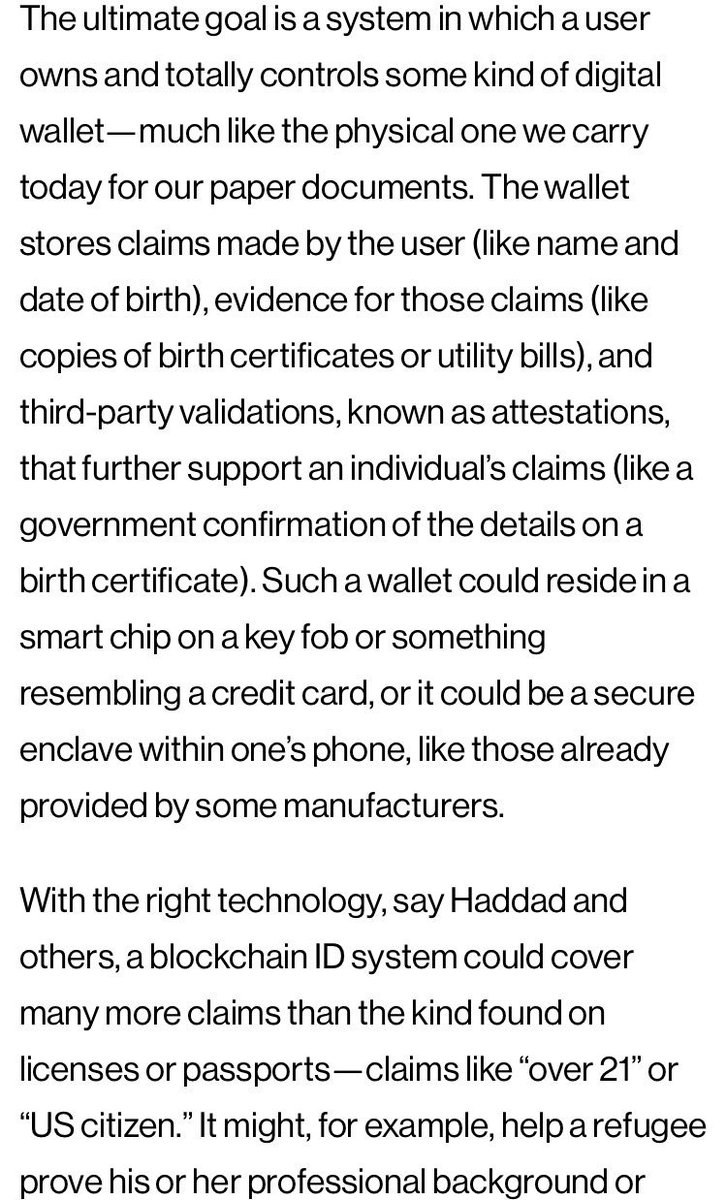 The ultimate goal is a system in which a user
owns and totally controls some kind of digital
wallet—much like the physical one we carry
today for our paper documents. The wallet
stores claims made by the user (like name and
date of birth), evidence for those claims (like
copies of birth certificates or utility bills), and
third-party validations, known as attestations,
that further support an individual’s claims (like a
government confirmation of the details on a
birth certificate). Such a wallet could reside in a
smart chip on a key fob or something
resembling a credit card, or it could be a secure
enclave within one’s phone, like those already
provided by some manufacturers.
With the right technology, say Haddad and
others, a blockchain ID system could cover
many more claims than the kind found on
licenses or passports—claims like “over 21” or
“US citizen.” It might, for example, help a refugee
prove his or her professional background or